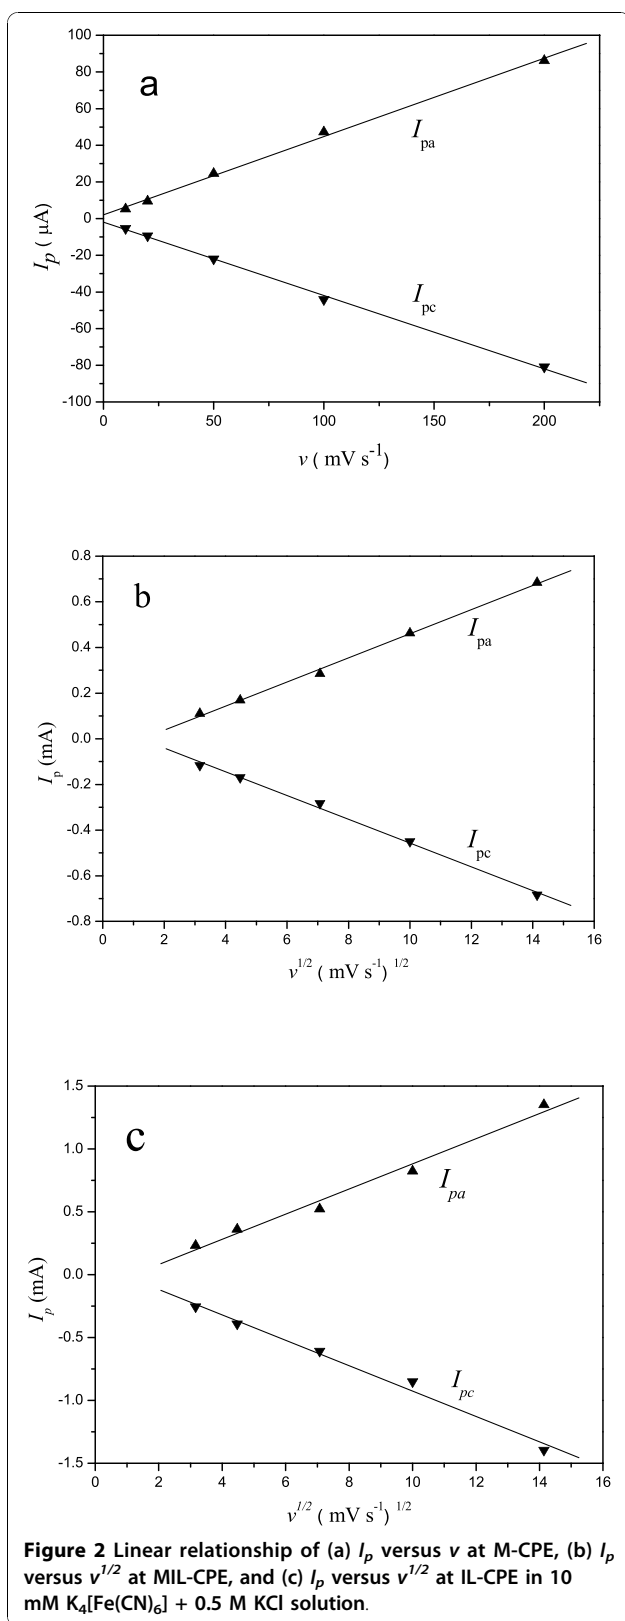 a
100
80
60
40
20
0
-20
-40
-60
-80
-100
Ip ( μA)
Ipa
Ipc
0 50 100 150 200
v ( mV s-1)
b
0.8
0.6
0.4
0.2
0.0
-0.2
-0.4
-0.6
-0.8
Ip (mA)
Ipa
Ipc
0 2 4 6 8 10 12 14 16
v1/2 ( mV s-1) 1/2
c
1.5
1.0
0.5
0.0
-0.5
-1.0
-1.5
Ip (mA)
Ipa
Ipc
0 2 4 6 8 10 12 14 16
v1/2 ( mV s-1) 1/2
Figure 2 Linear relationship of (a) Ip versus v at M-CPE, (b) Ip
versus v1/2 at MIL-CPE, and (c) Ip versus v1/2 at IL-CPE in 10
mM K4[Fe(CN)6] + 0.5 M KCl solution.